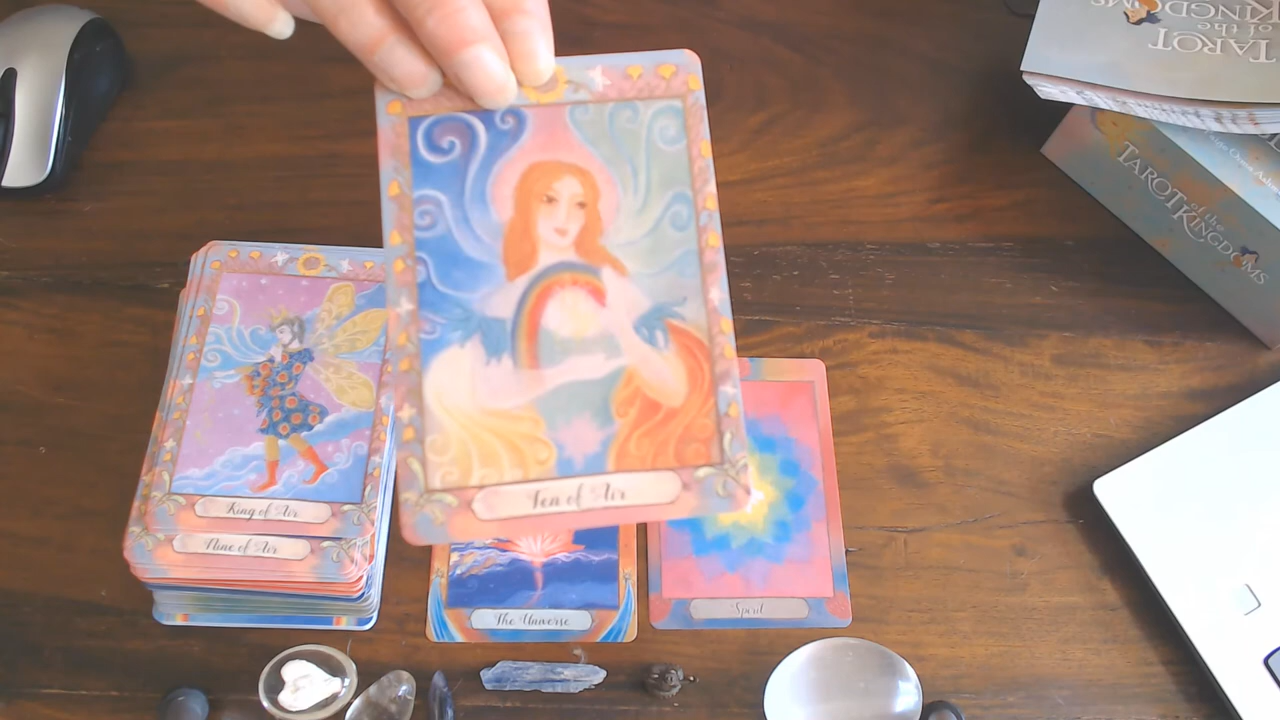 TAROT
of the
KINGDOMS
TAROT
of the
KINGDOMS
Ten of Air
King of Air
Nine of Air
The Universe
Spirit